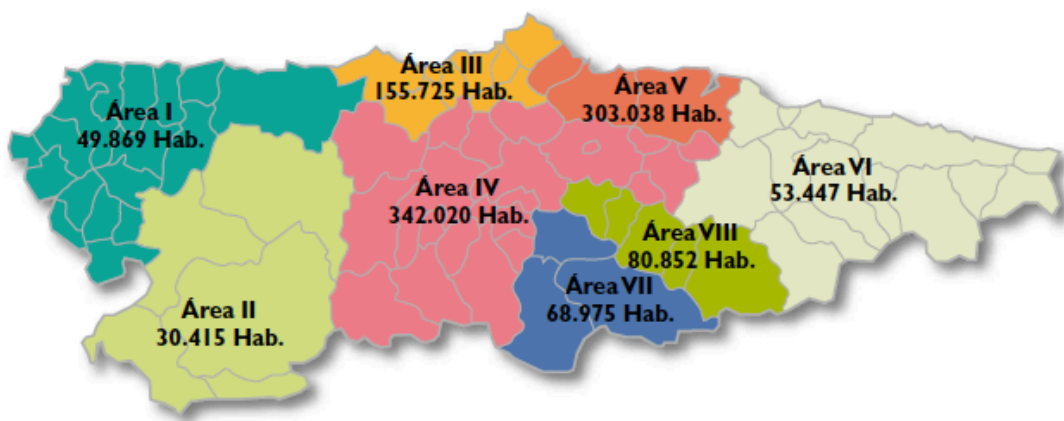 Área III
155.725 Hab.
Área V
303.038 Hab.
Área I
49.869 Hab.
Área VI
53.447 Hab.
Área IV
342.020 Hab.
Área VIII
80.852 Hab.
Área VII
68.975 Hab.
Área II
30.415 Hab.